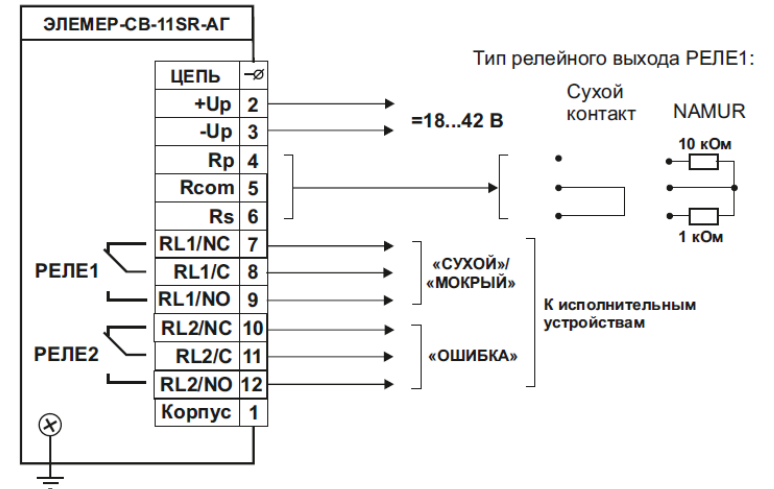 ЭЛЕМЕР-СВ-11SR-АГ
Тип релейного выхода РЕЛЕ1:
Сухой
контакт
NAMUR
10 кОм
1 кОм
ЦЕПЬ
+Up 2
-Up 3
=18...42 В
Rp 4
Rcom 5
Rs 6
RL1/NC 7
RL1/C 8
RL1/NO 9
РЕЛЕ1
«СУХОЙ»/
«МОКРЫЙ»
RL2/NC 10
RL2/C 11
RL2/NO 12
РЕЛЕ2
«ОШИБКА»
К исполнительным
устройствам
Корпус 1